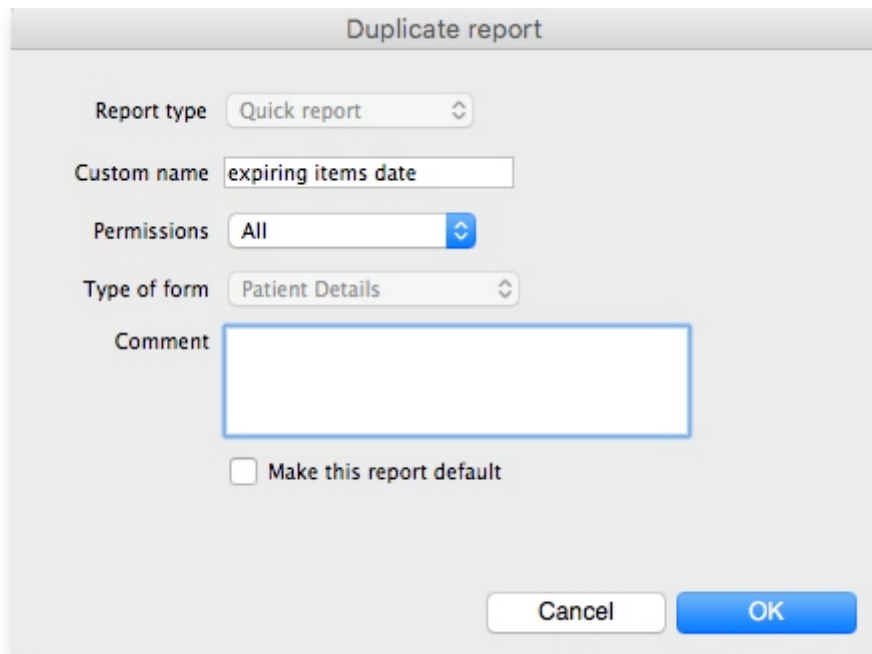 Duplicate report
Report type Quick report
Custom name expiring items date
Permissions All
Type of form Patient Details
Comment
Make this report default
Cancel OK